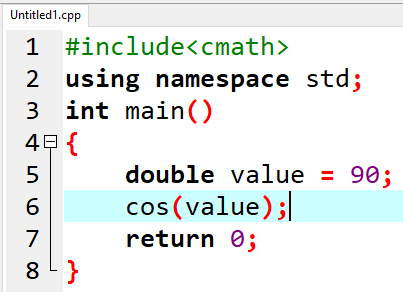 Untitled1.cpp
1 #include<cmath>
2 using namespace std;
3 int main()
4 {
5 double value = 90;
6 cos(value);
7 return 0;
8 }